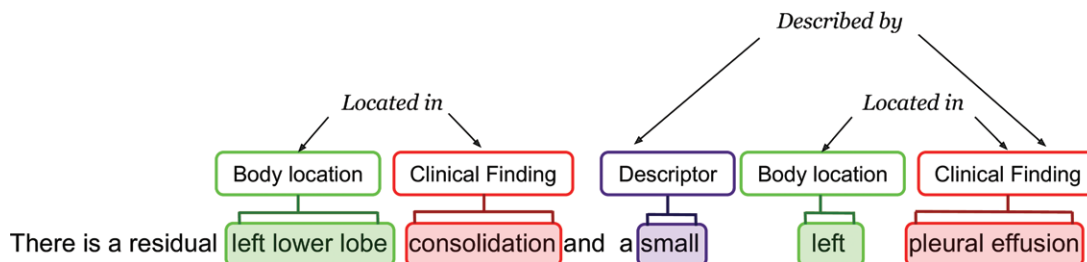 Described by
Located in Located in
Body location Clinical Finding Descriptor Body location Clinical Finding
There is a residual left lower lobe consolidation and a small left pleural effusion